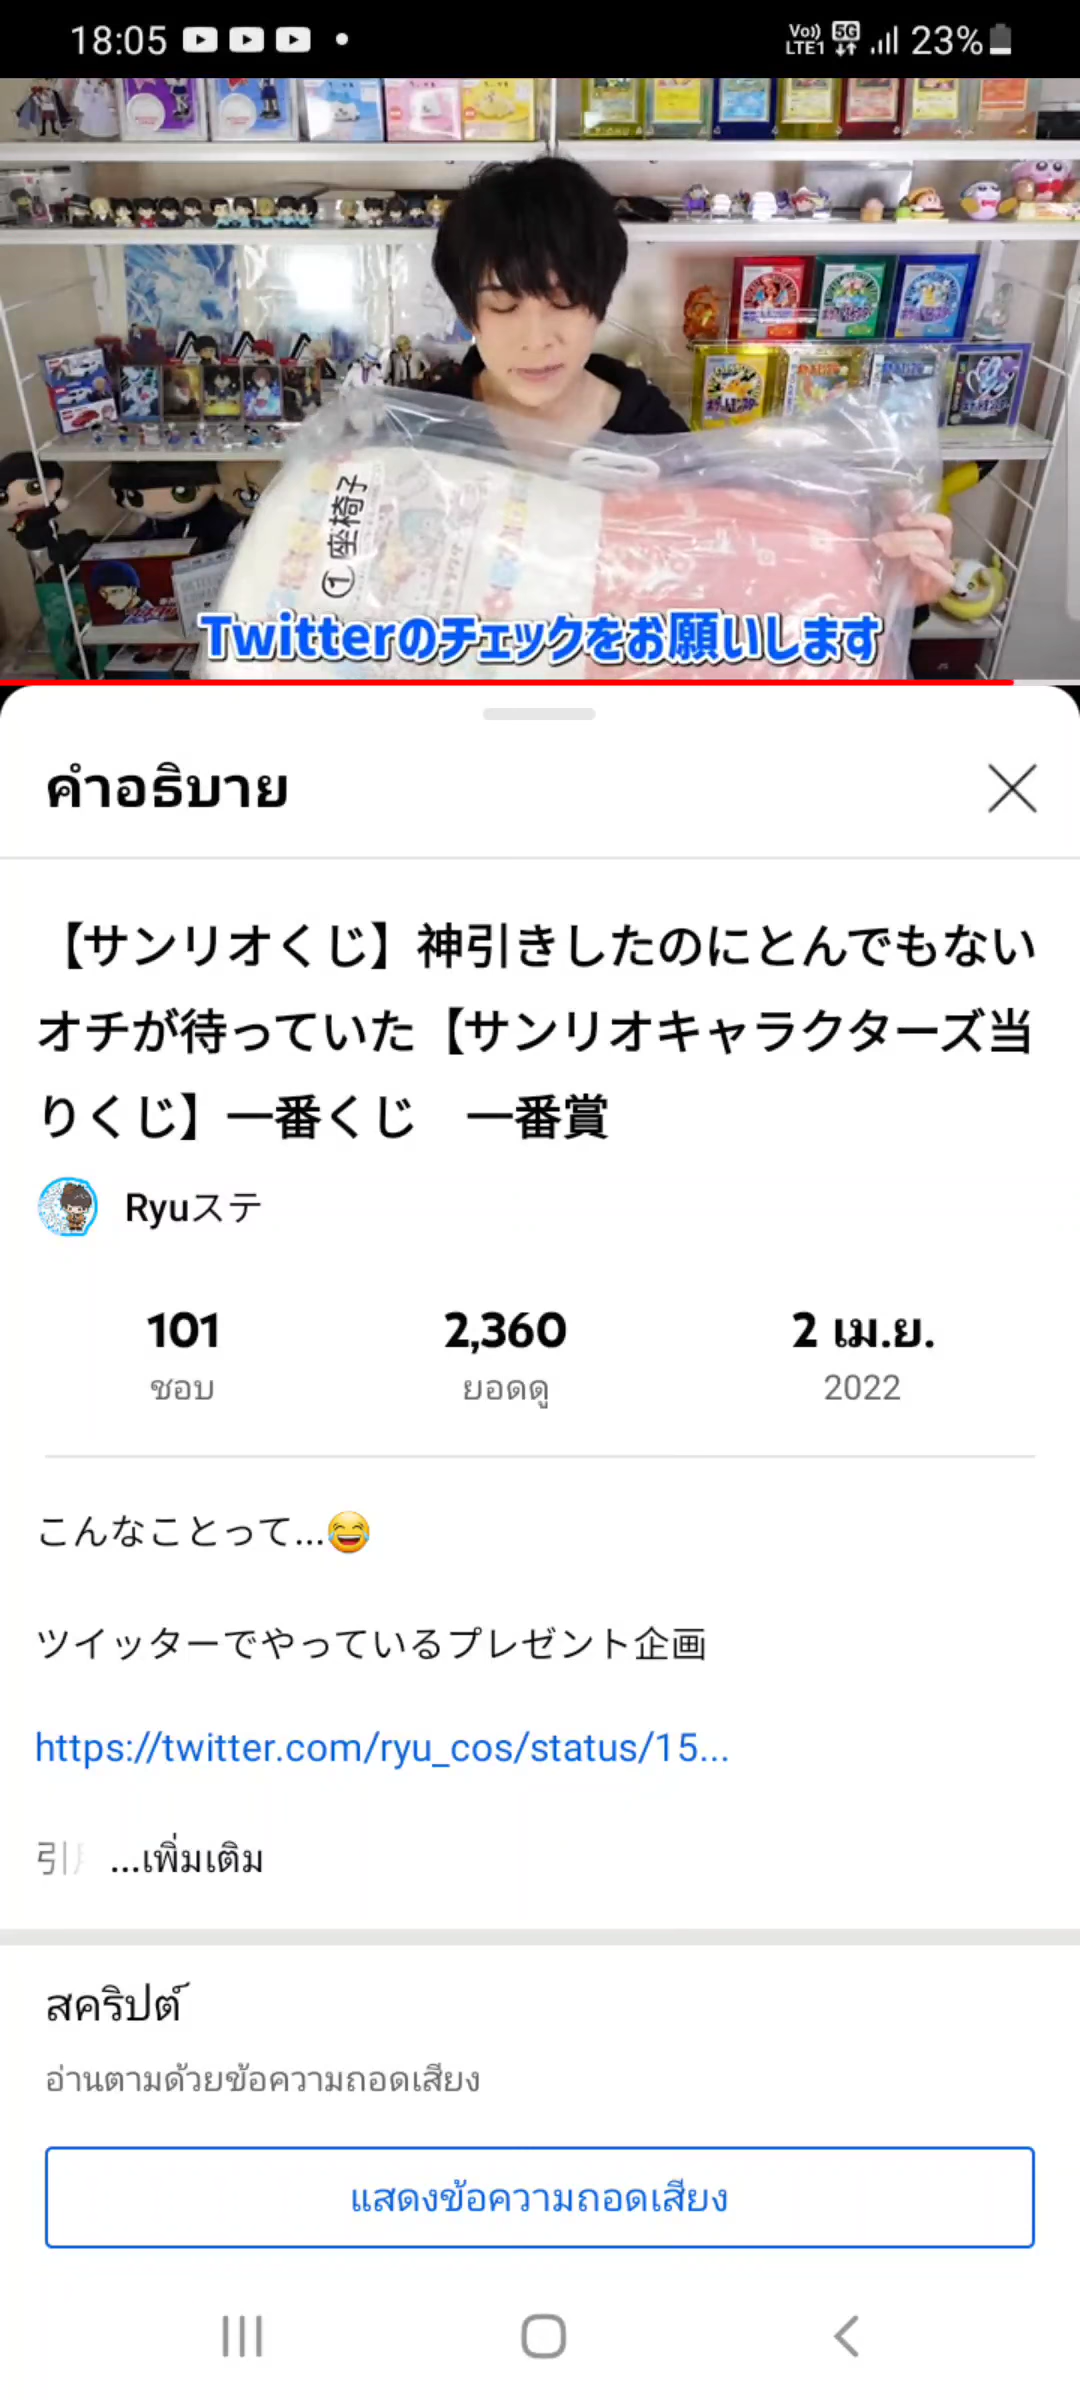 18:05
Vo)) LTE1 5G 23%
①座椅子
Twitterのチェックをお願いします
คำอธิบาย
【サンリオくじ】神引きしたのにとんでもない
オチが待っていた【サンリオキャラクターズ当
りくじ】一番くじ　一番賞
Ryuステ
101 2,360 2 เม.ย.
ชอบ ยอดดู 2022
こんなことって...😂
ツイッターでやっているプレゼント企画
https://twitter.com/ryu_cos/status/15...
引 ...เพิ่มเติม
สคริปต์
อ่านตามด้วยข้อความถอดเสียง
แสดงข้อความถอดเสียง